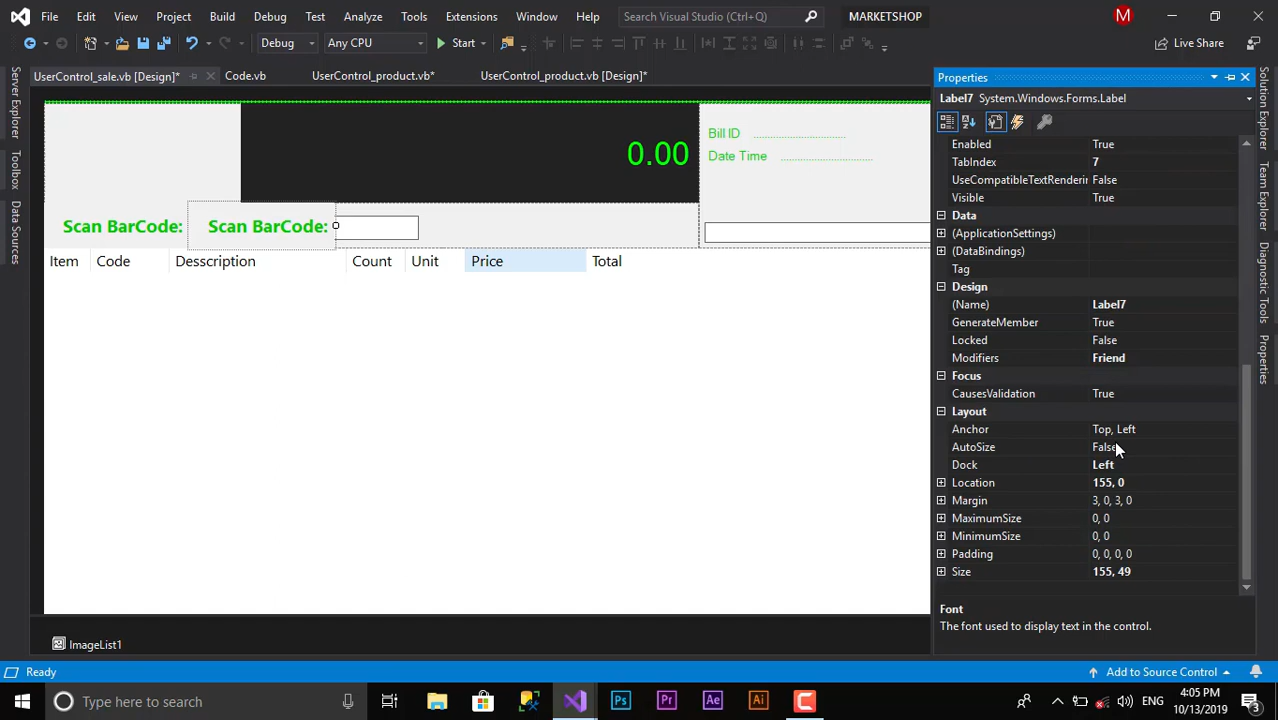 File Edit View Project Build Debug Test Analyze Tools Extensions Window Help Search Visual Studio (Ctrl+Q) MARKETSHOP M
Debug Any CPU Start Live Share
UserControl_sale.vb [Design]* Code.vb UserControl_product.vb* UserControl_product.vb [Design]* Properties
Server Explorer
Toolbox
Data Sources
Label7 System.Windows.Forms.Label
0.00
Bill ID ........................
Date Time ........................
Scan BarCode: Scan BarCode:
Item Code Desscription Count Unit Price Total
Enabled True
TabIndex 7
UseCompatibleTextRenderin False
Visible True
Data
(ApplicationSettings)
(DataBindings)
Tag
Design
(Name) Label7
GenerateMember True
Locked False
Modifiers Friend
Focus
CausesValidation True
Layout
Anchor Top, Left
AutoSize False
Dock Left
Location 155, 0
Margin 3, 0, 3, 0
MaximumSize 0, 0
MinimumSize 0, 0
Padding 0, 0, 0, 0
Size 155, 49
Font
The font used to display text in the control.
Solution Explorer
Team Explorer
Diagnostic Tools
Properties
ImageList1
Ready Add to Source Control
Type here to search Ps Pr Ae Ai C ENG 4:05 PM
10/13/2019 3